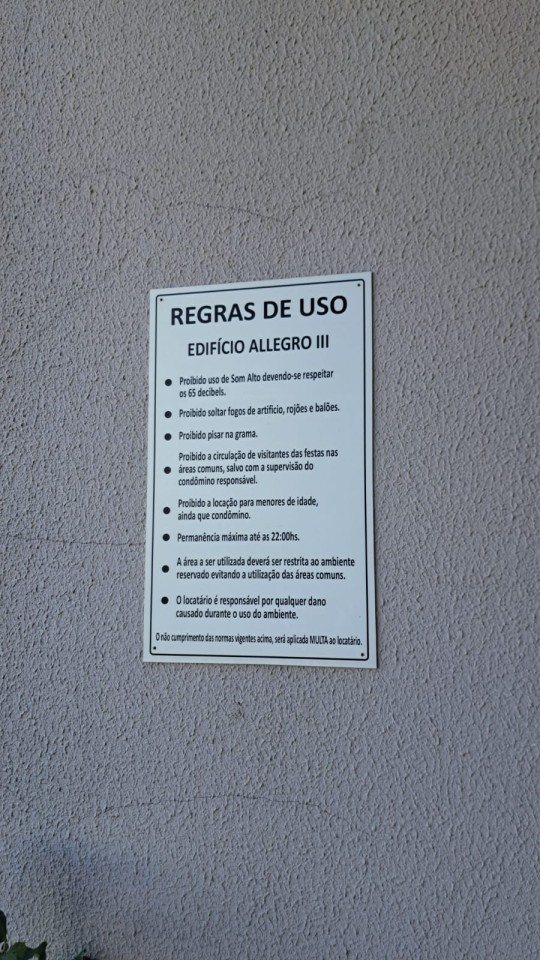 REGRAS DE USO
EDIFÍCIO ALLEGRO III
● Proibido uso de Som Alto devendo-se respeitar
os 65 decibels.
● Proibido soltar fogos de artificio, rojões e balões.
● Proibido pisar na grama.
● Proibido a circulação de visitantes das festas nas
áreas comuns, salvo com a supervisão do
condômino responsável.
● Proibido a locação para menores de idade,
ainda que condômino.
● Permanência máxima até as 22:00hs.
● A área a ser utilizada deverá ser restrita ao ambiente
reservado evitando a utilização das áreas comuns.
● O locatário é responsável por qualquer dano
causado durante o uso do ambiente.
O não cumprimento das normas vigentes acima, será aplicada MULTA ao locatário.